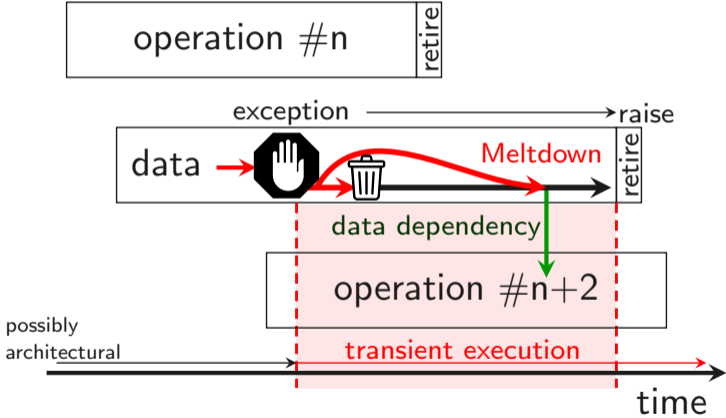 operation #n
retire
exception
raise
data
Meltdown
retire
data dependency
operation #n+2
possibly
architectural
transient execution
time